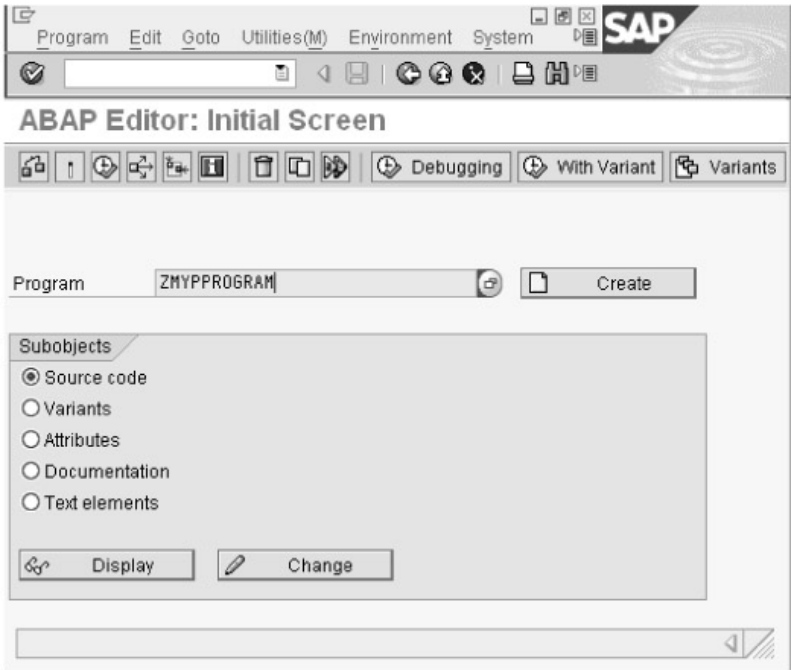 Program Edit Goto Utilities(M) Environment System
SAP
ABAP Editor: Initial Screen
Debugging With Variant Variants
Program ZMYPPROGRAM Create
Subobjects
Source code
Variants
Attributes
Documentation
Text elements
Display Change